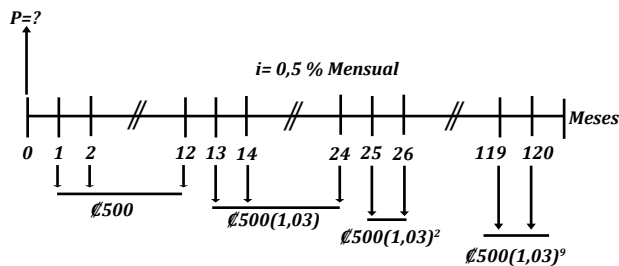 P=?
i= 0,5 % Mensual
Meses
0 1 2 12 13 14 24 25 26 119 120
₡500
₡500(1,03)
₡500(1,03)²
₡500(1,03)⁹